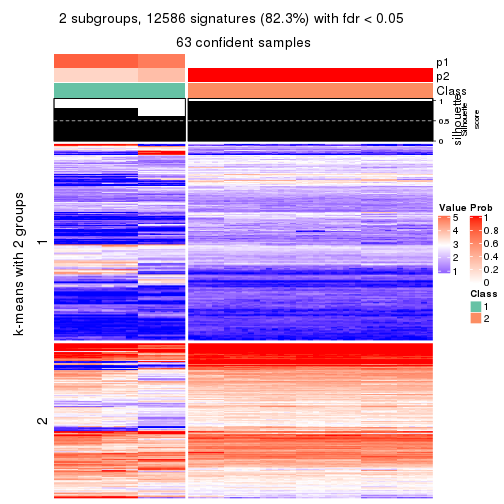 2 subgroups, 12586 signatures (82.3%) with fdr < 0.05
63 confident samples
p1
p2
Class
1
0.5
0
silhouette
Silhouette
score
k-means with 2 groups
1
2
Value
5
4
3
2
1
Prob
1
0.8
0.6
0.4
0.2
0
Class
1
2